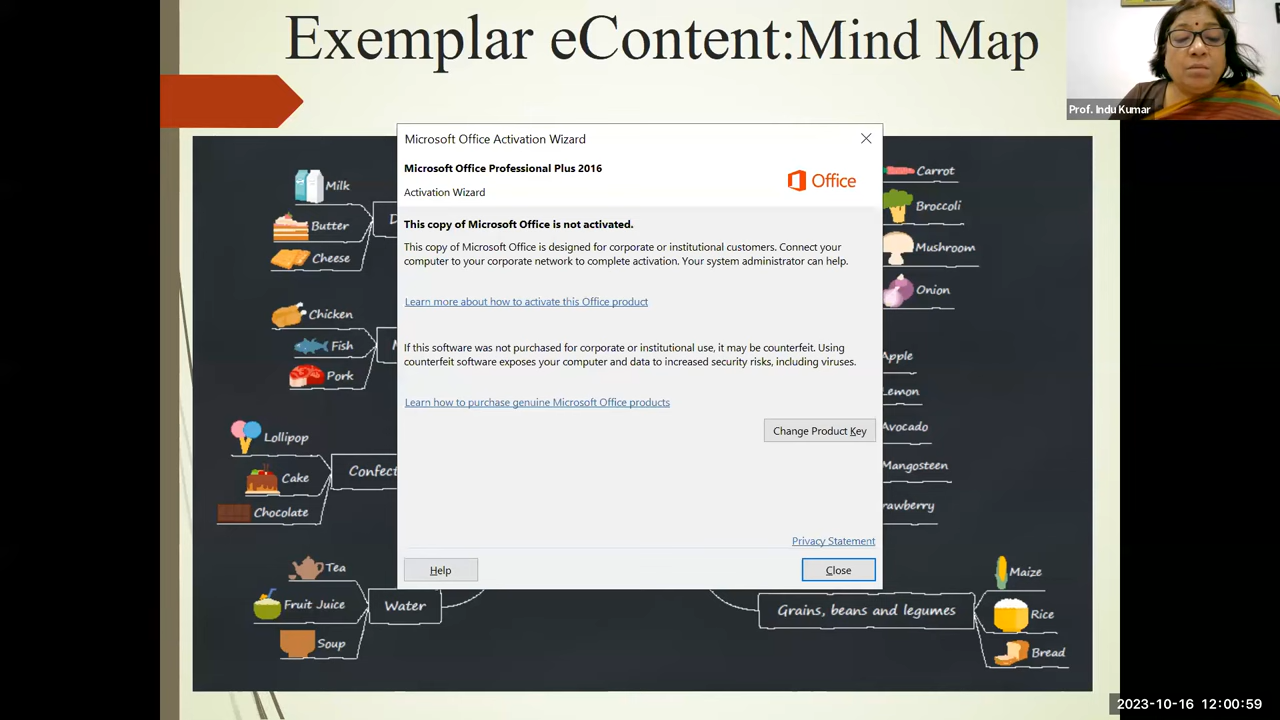 Exemplar eContent:Mind Map
Prof. Indu Kumar
Microsoft Office Activation Wizard
Microsoft Office Professional Plus 2016
Activation Wizard
Office
This copy of Microsoft Office is not activated.
This copy of Microsoft Office is designed for corporate or institutional customers. Connect your
computer to your corporate network to complete activation. Your system administrator can help.
Learn more about how to activate this Office product
If this software was not purchased for corporate or institutional use, it may be counterfeit. Using
counterfeit software exposes your computer and data to increased security risks, including viruses.
Learn how to purchase genuine Microsoft Office products
Change Product Key
Privacy Statement
Help
Close
Milk
Butter
Cheese
Chicken
Fish
Pork
Lollipop
Cake
Chocolate
Confect
Tea
Fruit Juice
Soup
Water
Carrot
Broccoli
Mushroom
Onion
Apple
Lemon
Avocado
Mangosteen
rawberry
Grains, beans and legumes
Maize
Rice
Bread
2023-10-16 12:00:59